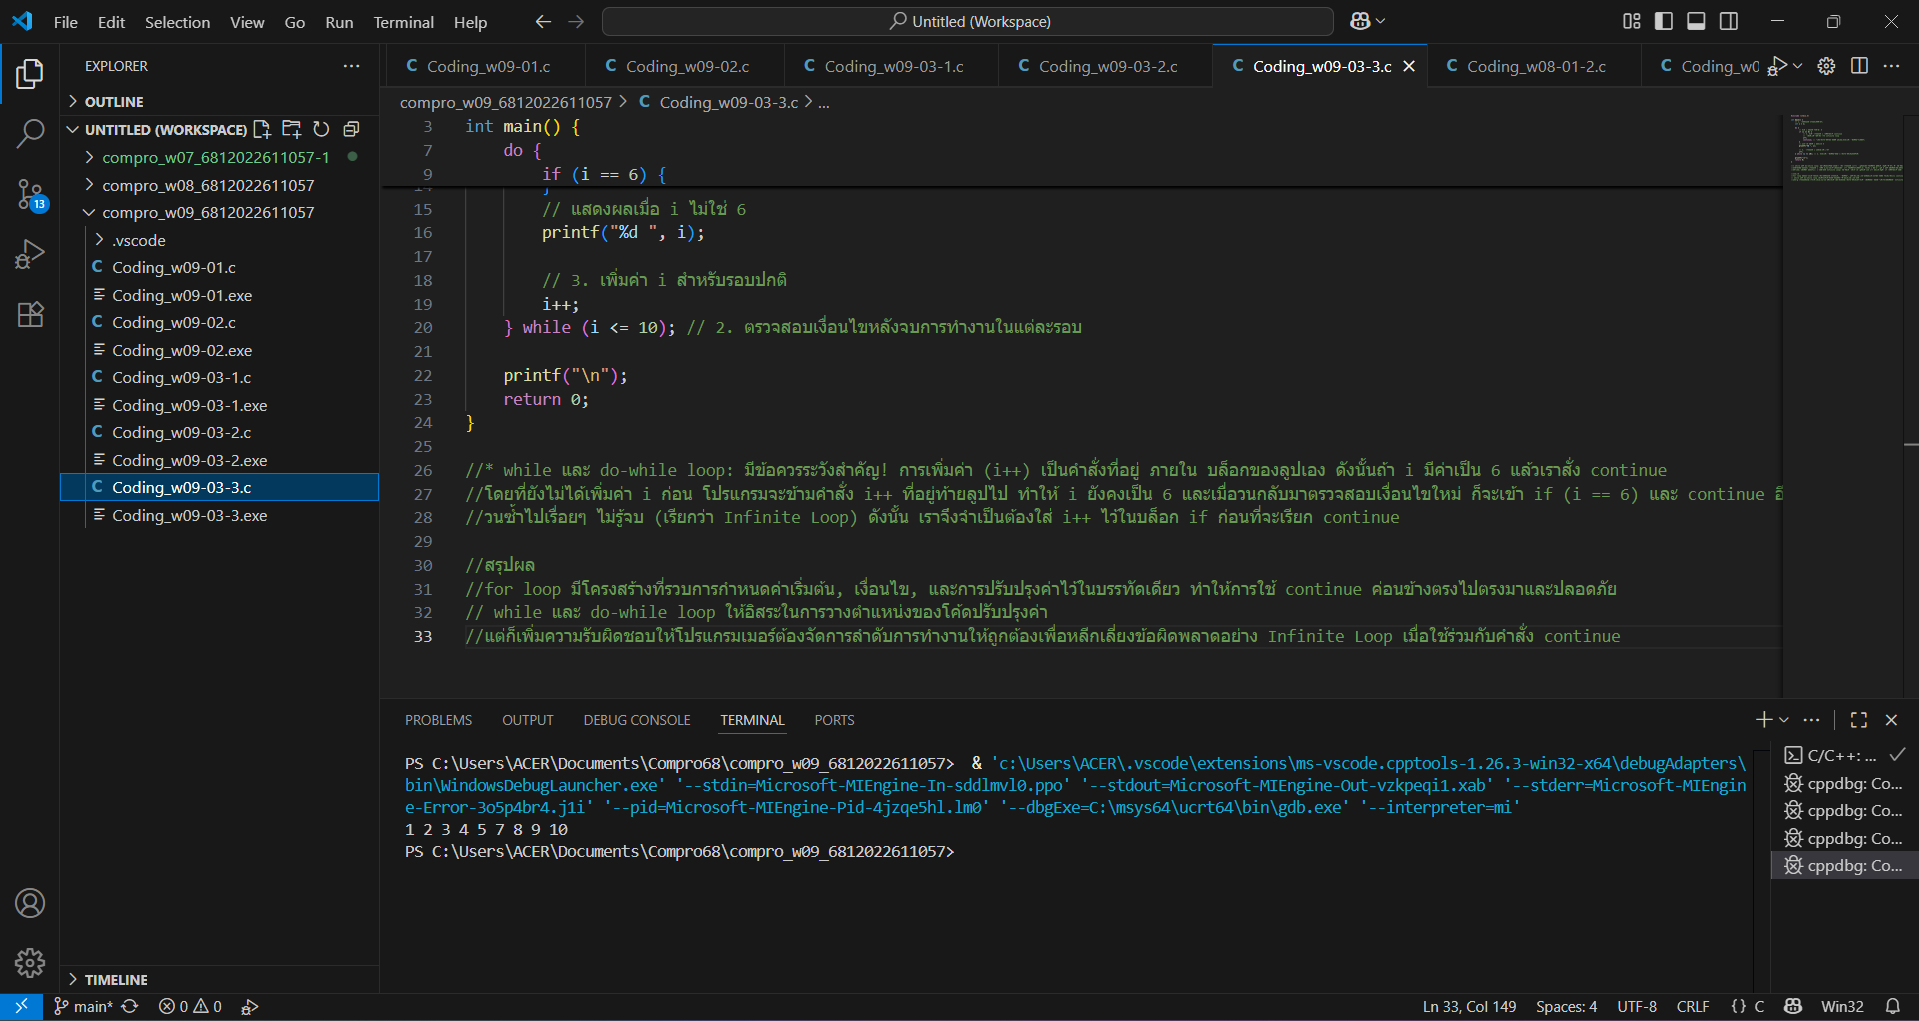 File Edit Selection View Go Run Terminal Help
Untitled (Workspace)
EXPLORER
OUTLINE
UNTITLED (WORKSPACE)
compro_w07_6812022611057-1
compro_w08_6812022611057
compro_w09_6812022611057
.vscode
C Coding_w09-01.c
Coding_w09-01.exe
C Coding_w09-02.c
Coding_w09-02.exe
C Coding_w09-03-1.c
Coding_w09-03-1.exe
C Coding_w09-03-2.c
Coding_w09-03-2.exe
C Coding_w09-03-3.c
Coding_w09-03-3.exe
TIMELINE
13
C Coding_w09-01.c C Coding_w09-02.c C Coding_w09-03-1.c C Coding_w09-03-2.c C Coding_w09-03-3.c C Coding_w08-01-2.c C Coding_w0
compro_w09_6812022611057 > C Coding_w09-03-3.c > ...
3 int main() {
7 do {
9 if (i == 6) {
14 }
15 // แสดงผลเมื่อ i ไม่ใช่ 6
16 printf("%d ", i);
17
18 // 3. เพิ่มค่า i สำหรับรอบปกติ
19 i++;
20 } while (i <= 10); // 2. ตรวจสอบเงื่อนไขหลังจบการทำงานในแต่ละรอบ
21
22 printf("\n");
23 return 0;
24 }
25
26 //* while และ do-while loop: มีข้อควรระวังสำคัญ! การเพิ่มค่า (i++) เป็นคำสั่งที่อยู่ ภายใน บล็อกของลูปเอง ดังนั้นถ้า i มีค่าเป็น 6 แล้วเราสั่ง continue
27 //โดยที่ยังไม่ได้เพิ่มค่า i ก่อน โปรแกรมจะข้ามคำสั่ง i++ ที่อยู่ท้ายลูปไป ทำให้ i ยังคงเป็น 6 และเมื่อวนกลับมาตรวจสอบเงื่อนไขใหม่ ก็จะเข้า if (i == 6) และ continue อี
28 //วนซ้ำไปเรื่อยๆ ไม่รู้จบ (เรียกว่า Infinite Loop) ดังนั้น เราจึงจำเป็นต้องใส่ i++ ไว้ในบล็อก if ก่อนที่จะเรียก continue
29
30 //สรุปผล
31 //for loop มีโครงสร้างที่รวบการกำหนดค่าเริ่มต้น, เงื่อนไข, และการปรับปรุงค่าไว้ในบรรทัดเดียว ทำให้การใช้ continue ค่อนข้างตรงไปตรงมาและปลอดภัย
32 // while และ do-while loop ให้อิสระในการวางตำแหน่งของโค้ดปรับปรุงค่า
33 //แต่ก็เพิ่มความรับผิดชอบให้โปรแกรมเมอร์ต้องจัดการลำดับการทำงานให้ถูกต้องเพื่อหลีกเลี่ยงข้อผิดพลาดอย่าง Infinite Loop เมื่อใช้ร่วมกับคำสั่ง continue
PROBLEMS OUTPUT DEBUG CONSOLE TERMINAL PORTS
PS C:\Users\ACER\Documents\Compro68\compro_w09_6812022611057> & 'c:\Users\ACER\.vscode\extensions\ms-vscode.cpptools-1.26.3-win32-x64\debugAdapters\
bin\WindowsDebugLauncher.exe' '--stdin=Microsoft-MIEngine-In-sddlmvl0.ppo' '--stdout=Microsoft-MIEngine-Out-vzkpeqi1.xab' '--stderr=Microsoft-MIEngin
e-Error-3o5p4br4.j1i' '--pid=Microsoft-MIEngine-Pid-4jzqe5hl.lm0' '--dbgExe=C:\msys64\ucrt64\bin\gdb.exe' '--interpreter=mi'
1 2 3 4 5 7 8 9 10
PS C:\Users\ACER\Documents\Compro68\compro_w09_6812022611057>
C/C++: ...
cppdbg: Co...
cppdbg: Co...
cppdbg: Co...
cppdbg: Co...
main* 0 0 Ln 33, Col 149 Spaces: 4 UTF-8 CRLF {} C Win32